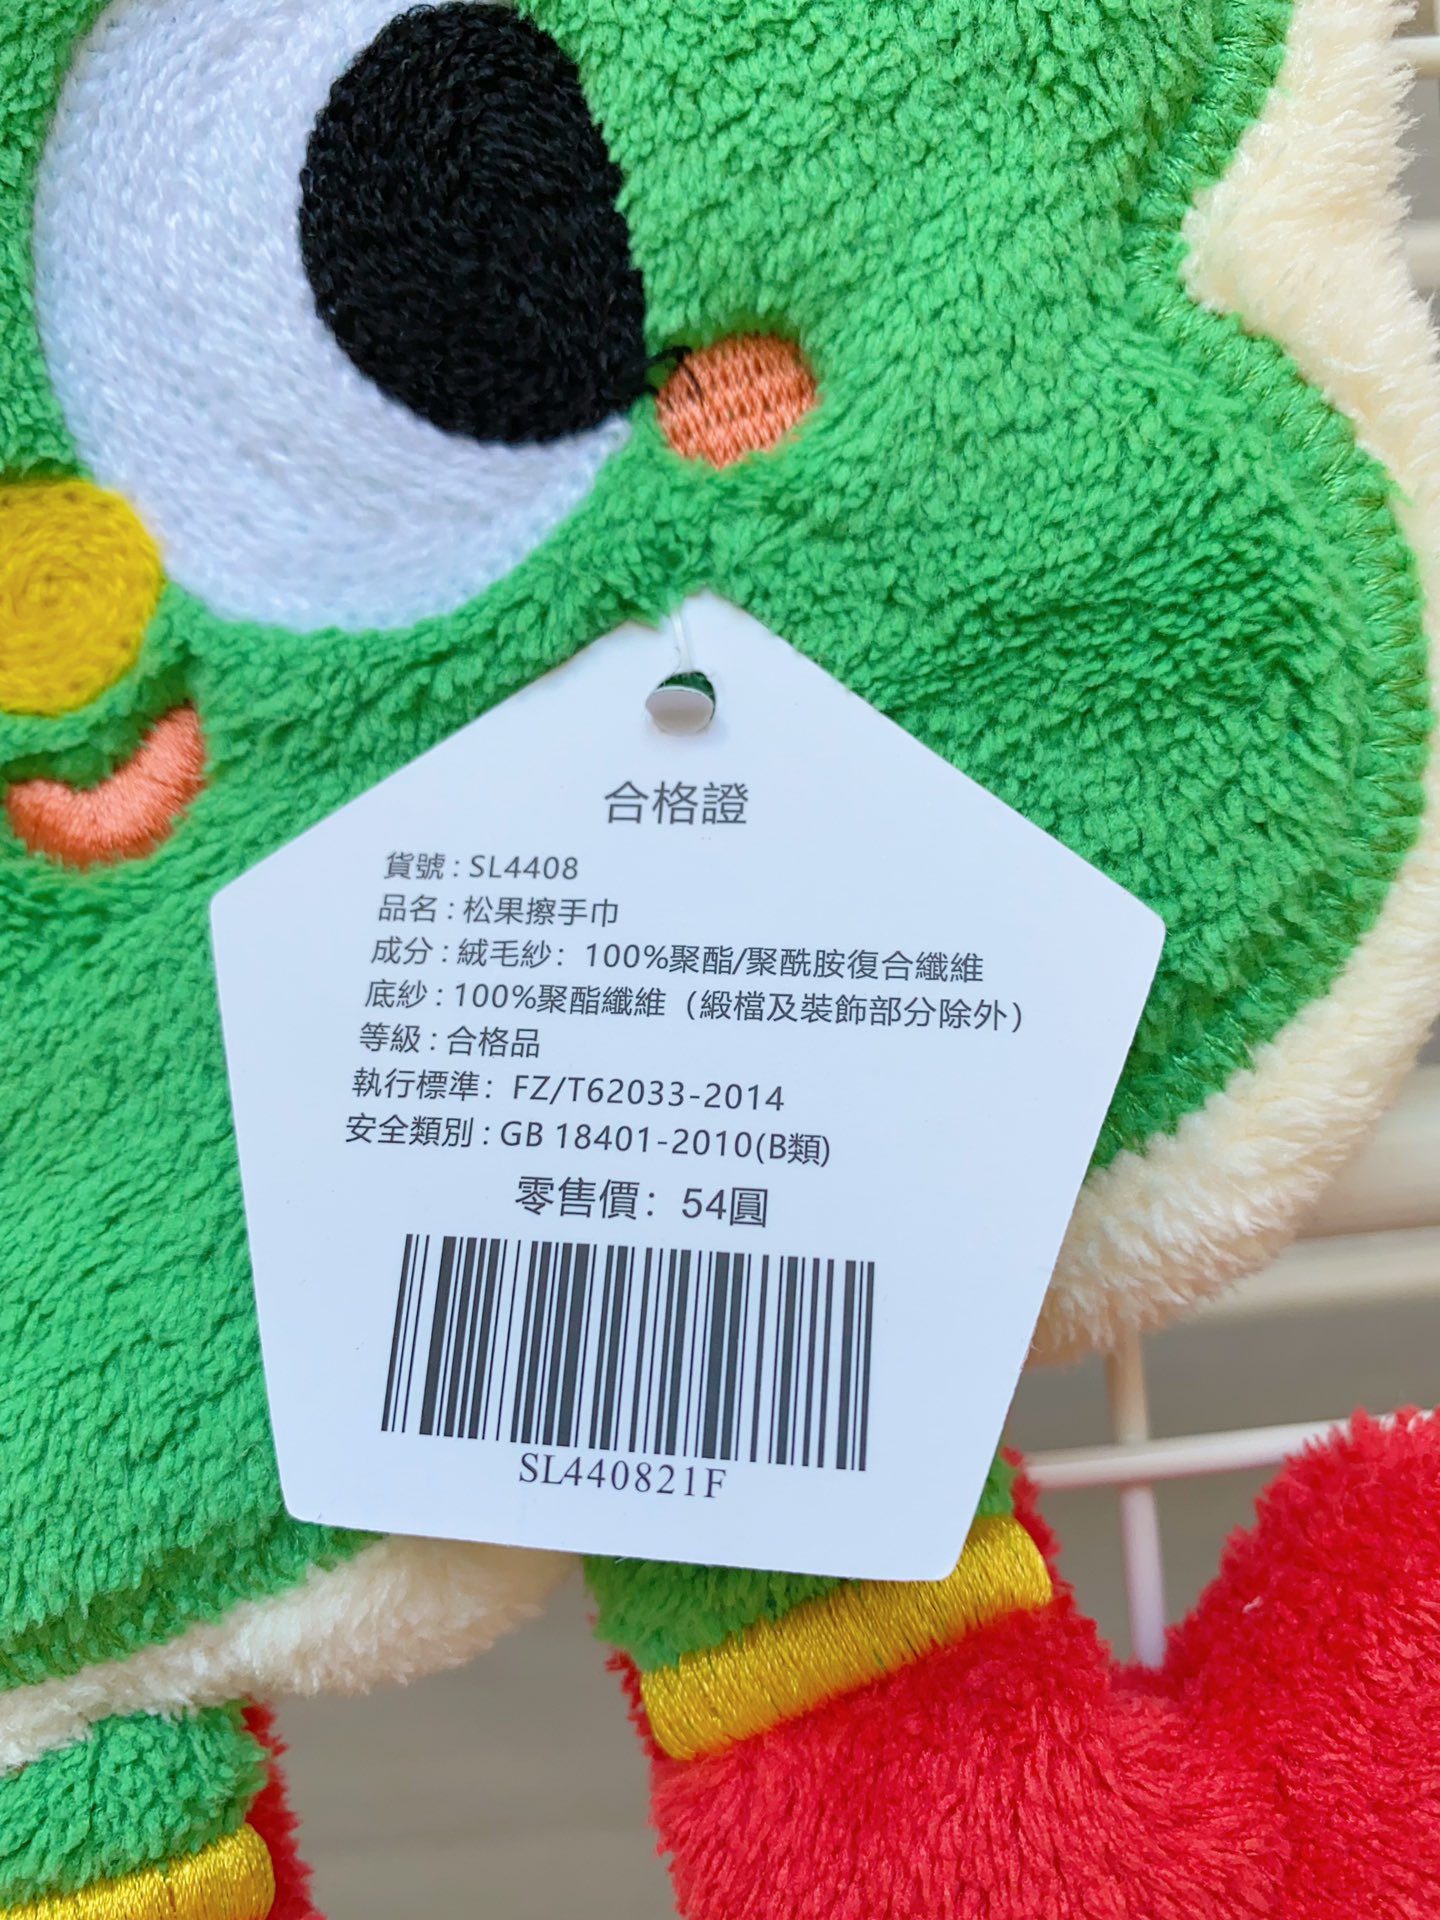 合格證
貨號:SL4408
品名:松果擦手巾
成分:絨毛紗：100%聚酯/聚酰胺復合纖維
底紗:100%聚酯纖維（緞檔及裝飾部分除外）
等級:合格品
執行標準：FZ/T62033-2014
安全類別:GB 18401-2010(B類)
零售價：54圓
SL440821F